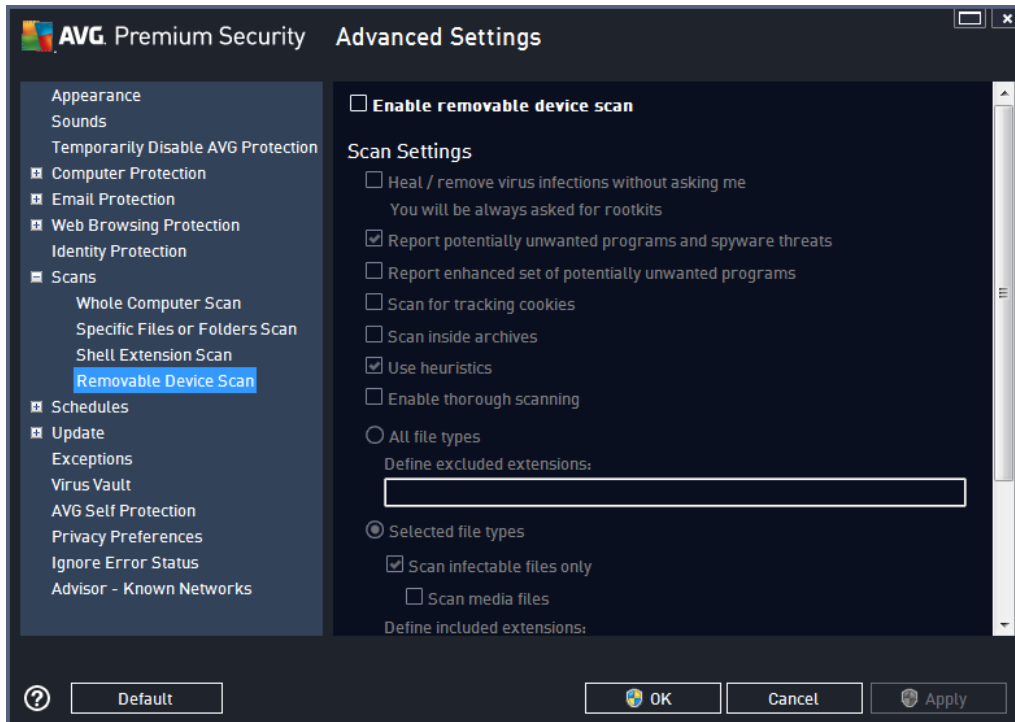 AVG. Premium Security Advanced Settings
Appearance
Sounds
Temporarily Disable AVG Protection
Computer Protection
Email Protection
Web Browsing Protection
Identity Protection
Scans
Whole Computer Scan
Specific Files or Folders Scan
Shell Extension Scan
Removable Device Scan
Schedules
Update
Exceptions
Virus Vault
AVG Self Protection
Privacy Preferences
Ignore Error Status
Advisor - Known Networks
Enable removable device scan
Scan Settings
Heal / remove virus infections without asking me
You will be always asked for rootkits
Report potentially unwanted programs and spyware threats
Report enhanced set of potentially unwanted programs
Scan for tracking cookies
Scan inside archives
Use heuristics
Enable thorough scanning
All file types
Define excluded extensions:
Selected file types
Scan infectable files only
Scan media files
Define included extensions:
Default
OK
Cancel
Apply